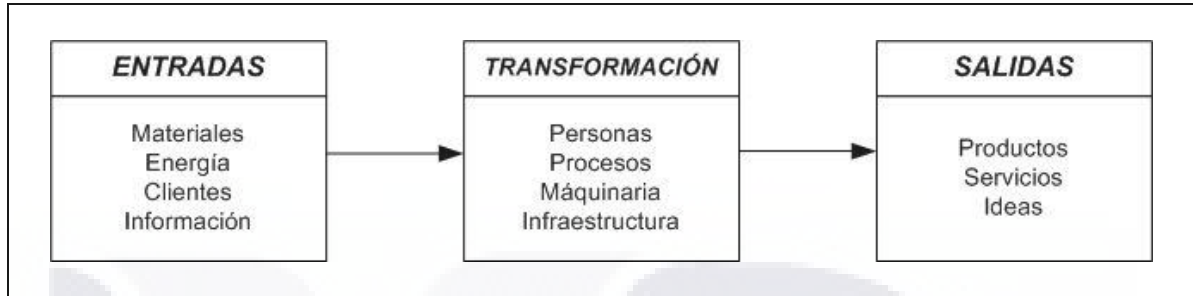 ENTRADAS
Materiales
Energía
Clientes
Información
TRANSFORMACIÓN
Personas
Procesos
Máquinaria
Infraestructura
SALIDAS
Productos
Servicios
Ideas